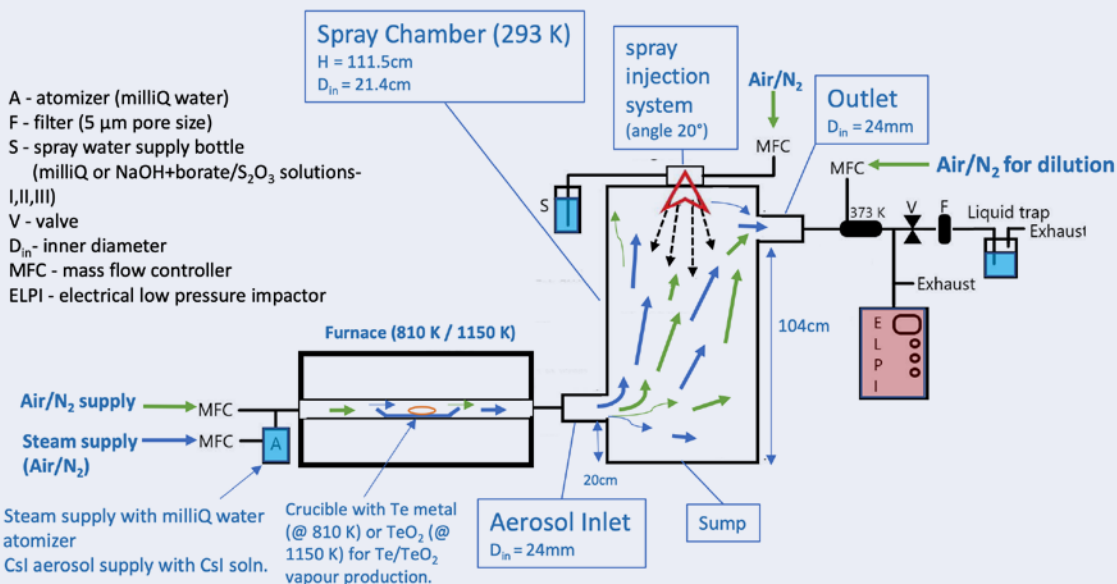 Spray Chamber (293 K)
H = 111.5cm
D_in = 21.4cm
spray
injection
system
(angle 20°)
Air/N₂
Outlet
D_in = 24mm
A - atomizer (milliQ water)
F - filter (5 μm pore size)
S - spray water supply bottle
(milliQ or NaOH+borate/S₂O₃ solutions-
I,II,III)
V - valve
D_in- inner diameter
MFC - mass flow controller
ELPI - electrical low pressure impactor
MFC
MFC
Air/N₂ for dilution
S
373 K
V
F
Liquid trap
Exhaust
Exhaust
104cm
E
L
P
I
Furnace (810 K / 1150 K)
Air/N₂ supply
MFC
Steam supply
(Air/N₂)
MFC
A
20cm
Steam supply with milliQ water
atomizer
CsI aerosol supply with CsI soln.
Crucible with Te metal
(@ 810 K) or TeO₂ (@
1150 K) for Te/TeO₂
vapour production.
Aerosol Inlet
D_in = 24mm
Sump